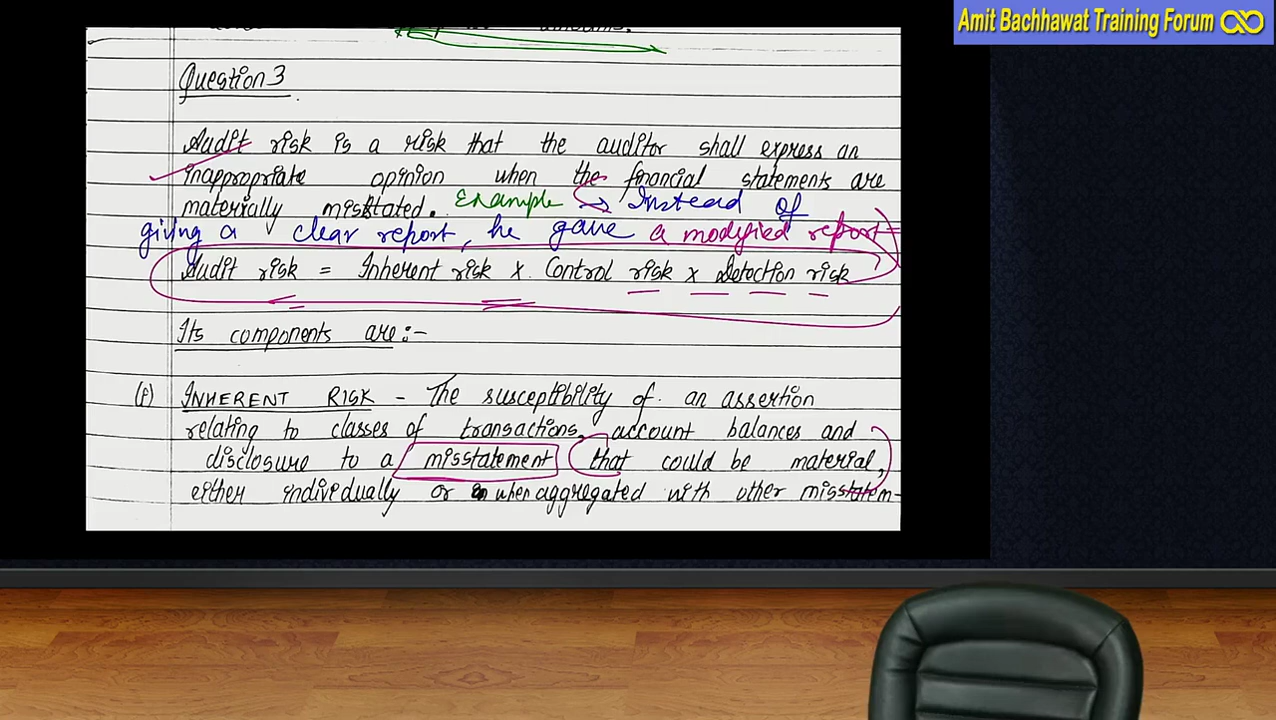 Amit Bachhawat Training Forum
Question 3
Audit risk is a risk that the auditor shall express an
inappropriate opinion when the financial statements are
materially misstated. Example → Instead of
giving a clear report, he gave a modified report
Audit risk = Inherent risk x Control risk x Detection risk
Its components are :-
(i) INHERENT RISK - The susceptibility of an assertion
relating to classes of transactions, account balances and
disclosure to a misstatement that could be material,
either individually or when aggregated with other misstatem-